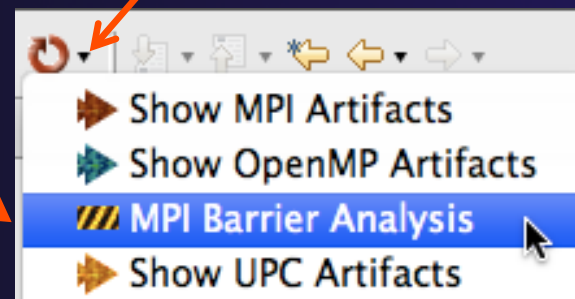 Show MPI Artifacts
Show OpenMP Artifacts
MPI Barrier Analysis
Show UPC Artifacts